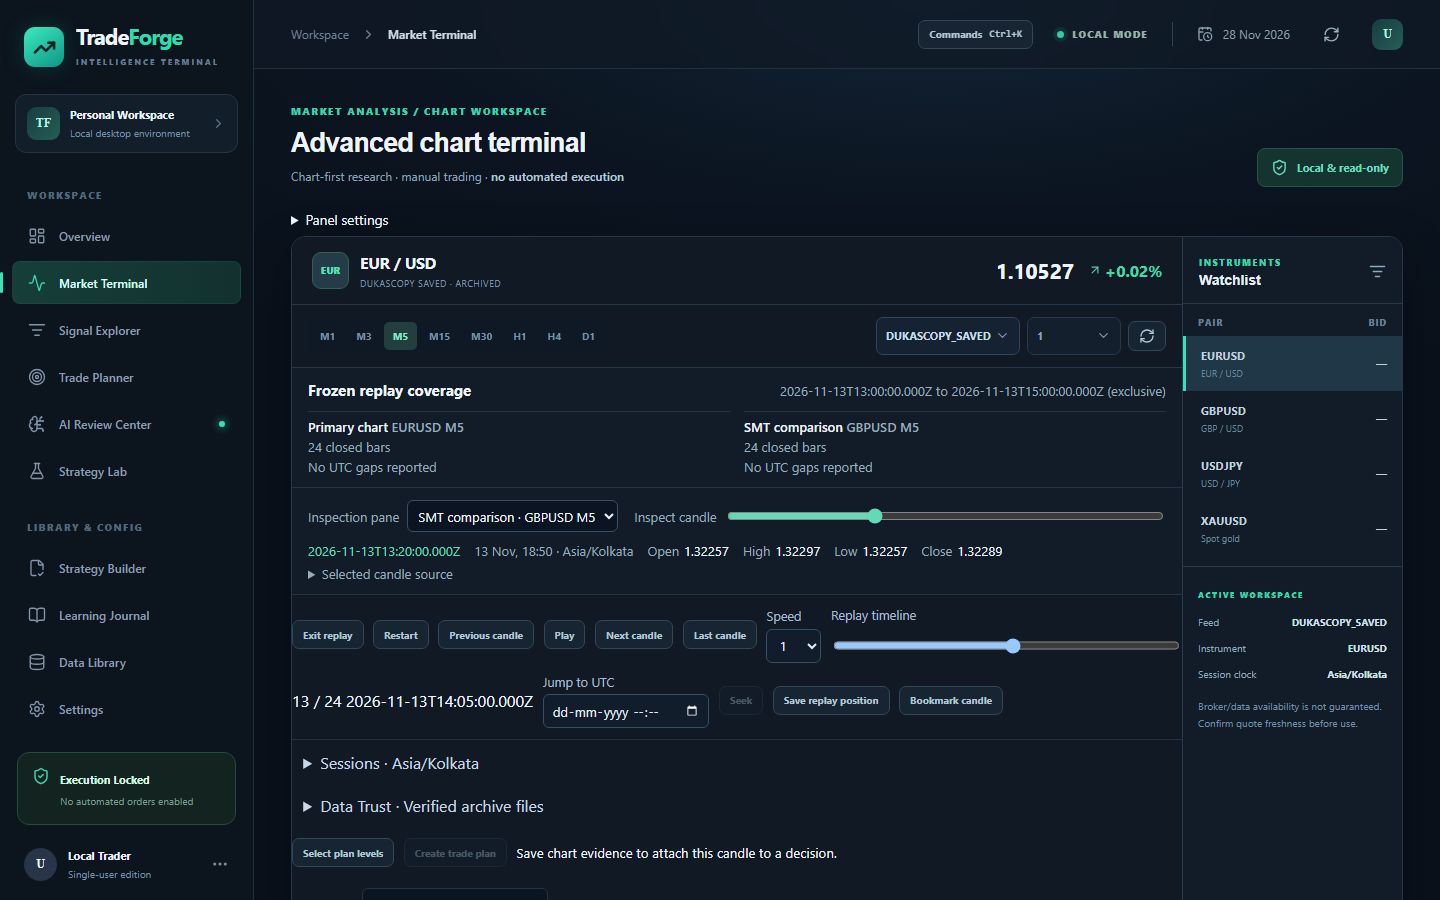 TradeForge
INTELLIGENCE TERMINAL
TF
Personal Workspace
Local desktop environment
WORKSPACE
Overview
Market Terminal
Signal Explorer
Trade Planner
AI Review Center
Strategy Lab
LIBRARY & CONFIG
Strategy Builder
Learning Journal
Data Library
Settings
Execution Locked
No automated orders enabled
U
Local Trader
Single-user edition
Workspace
Market Terminal
Commands Ctrl+K
LOCAL MODE
28 Nov 2026
U
MARKET ANALYSIS / CHART WORKSPACE
Advanced chart terminal
Chart-first research · manual trading · no automated execution
Local & read-only
Panel settings
EUR
EUR / USD
DUKASCOPY SAVED · ARCHIVED
1.10527
+0.02%
M1 M3 M5 M15 M30 H1 H4 D1
DUKASCOPY_SAVED
1
Frozen replay coverage
2026-11-13T13:00:00.000Z to 2026-11-13T15:00:00.000Z (exclusive)
Primary chart EURUSD M5
24 closed bars
No UTC gaps reported
SMT comparison GBPUSD M5
24 closed bars
No UTC gaps reported
Inspection pane
SMT comparison · GBPUSD M5
Inspect candle
2026-11-13T13:20:00.000Z 13 Nov, 18:50 · Asia/Kolkata Open 1.32257 High 1.32297 Low 1.32257 Close 1.32289
Selected candle source
Exit replay
Restart
Previous candle
Play
Next candle
Last candle
Speed
1
Replay timeline
13 / 24 2026-11-13T14:05:00.000Z
Jump to UTC
dd-mm-yyyy --:--
Seek
Save replay position
Bookmark candle
Sessions · Asia/Kolkata
Data Trust · Verified archive files
Select plan levels
Create trade plan
Save chart evidence to attach this candle to a decision.
INSTRUMENTS
Watchlist
PAIR BID
EURUSD
EUR / USD
—
GBPUSD
GBP / USD
—
USDJPY
USD / JPY
—
XAUUSD
Spot gold
—
ACTIVE WORKSPACE
Feed DUKASCOPY_SAVED
Instrument EURUSD
Session clock Asia/Kolkata
Broker/data availability is not guaranteed.
Confirm quote freshness before use.